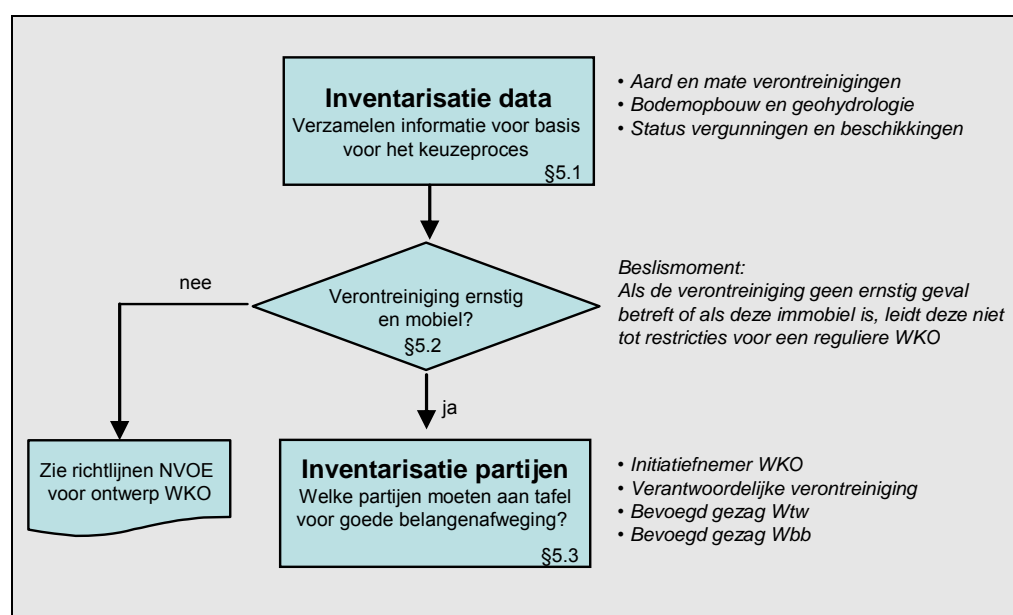 Inventarisatie data
Verzamelen informatie voor basis
voor het keuzeproces
§5.1
• Aard en mate verontreinigingen
• Bodemopbouw en geohydrologie
• Status vergunningen en beschikkingen
nee
Verontreiniging ernstig
en mobiel?
§5.2
Beslismoment:
Als de verontreiniging geen ernstig geval
betreft of als deze immobiel is, leidt deze niet
tot restricties voor een reguliere WKO
ja
Zie richtlijnen NVOE
voor ontwerp WKO
Inventarisatie partijen
Welke partijen moeten aan tafel
voor goede belangenafweging?
§5.3
• Initiatiefnemer WKO
• Verantwoordelijke verontreiniging
• Bevoegd gezag Wtw
• Bevoegd gezag Wbb